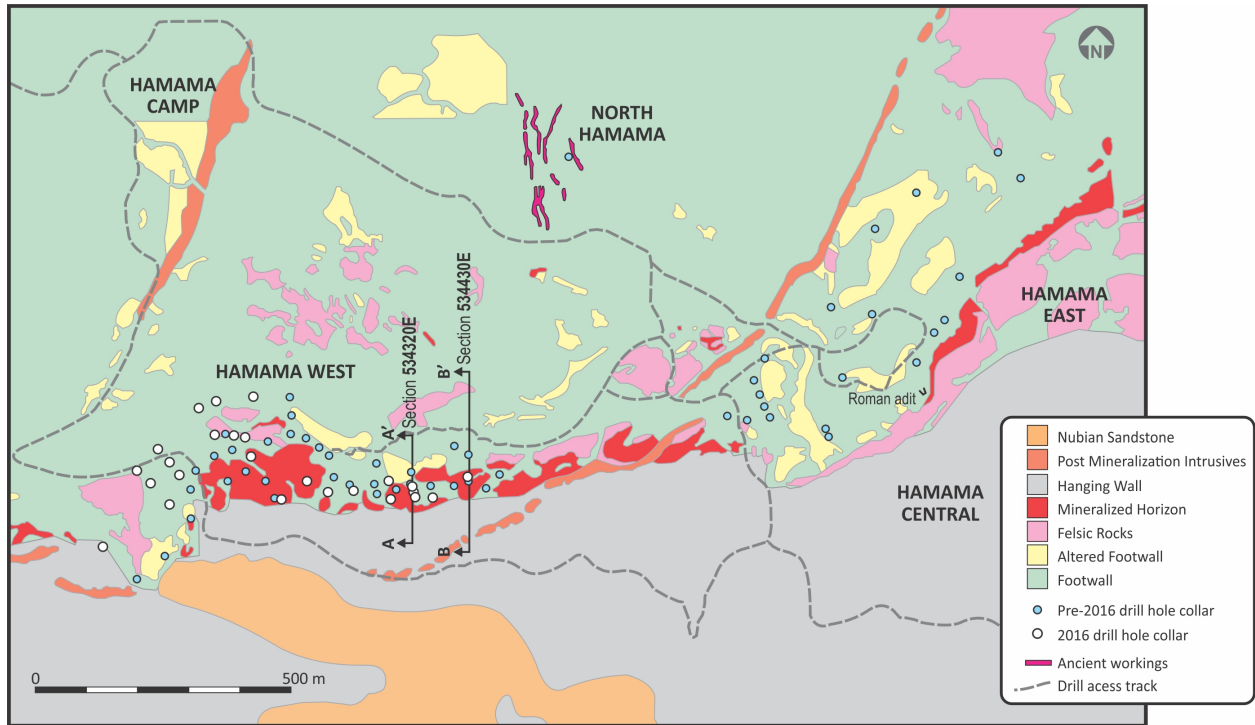 N
HAMAMA
CAMP
NORTH
HAMAMA
HAMAMA
EAST
HAMAMA WEST
Section 534320E
Section 534430E
A'
B'
A
B
Roman adit
HAMAMA
CENTRAL
Nubian Sandstone
Post Mineralization Intrusives
Hanging Wall
Mineralized Horizon
Felsic Rocks
Altered Footwall
Footwall
Pre-2016 drill hole collar
2016 drill hole collar
Ancient workings
Drill acess track
0
500 m